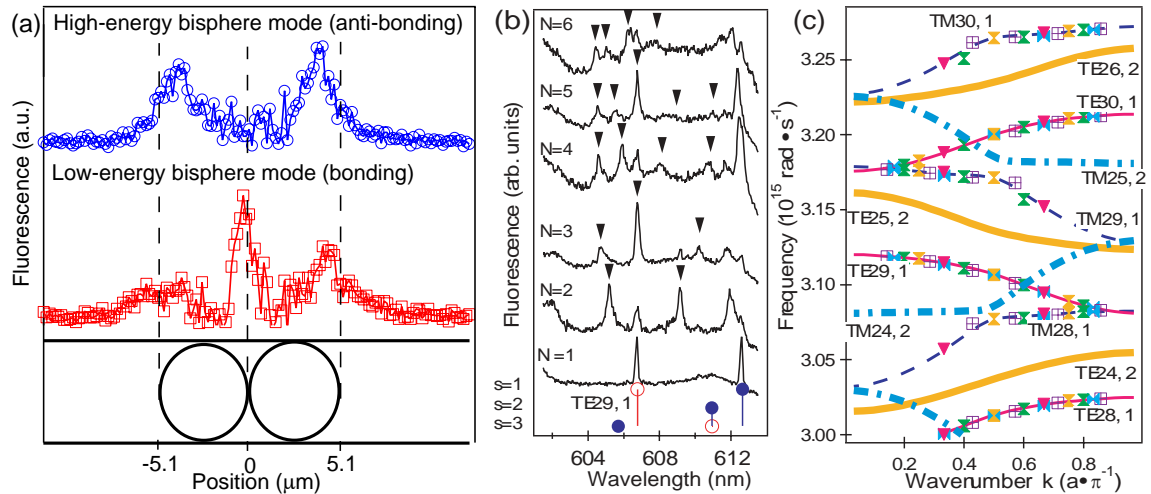 (a)
High-energy bisphere mode (anti-bonding)
Low-energy bisphere mode (bonding)
Fluorescence (a.u.)
-5.1
0
5.1
Position (μm)
(b)
N=6
N=5
N=4
N=3
N=2
N=1
s=1
s=2
s=3
TE29, 1
Fluorescence (arb. units)
604
608
612
Wavelength (nm)
(c)
TM30, 1
TE26, 2
TE30, 1
TM25, 2
TM29, 1
TE25, 2
TE29, 1
TM24, 2
TM28, 1
TE24, 2
TE28, 1
Frequency (10¹⁵ rad•s⁻¹)
3.25
3.20
3.15
3.10
3.05
3.00
0.2
0.4
0.6
0.8
Wavenumber k (a•π⁻¹)